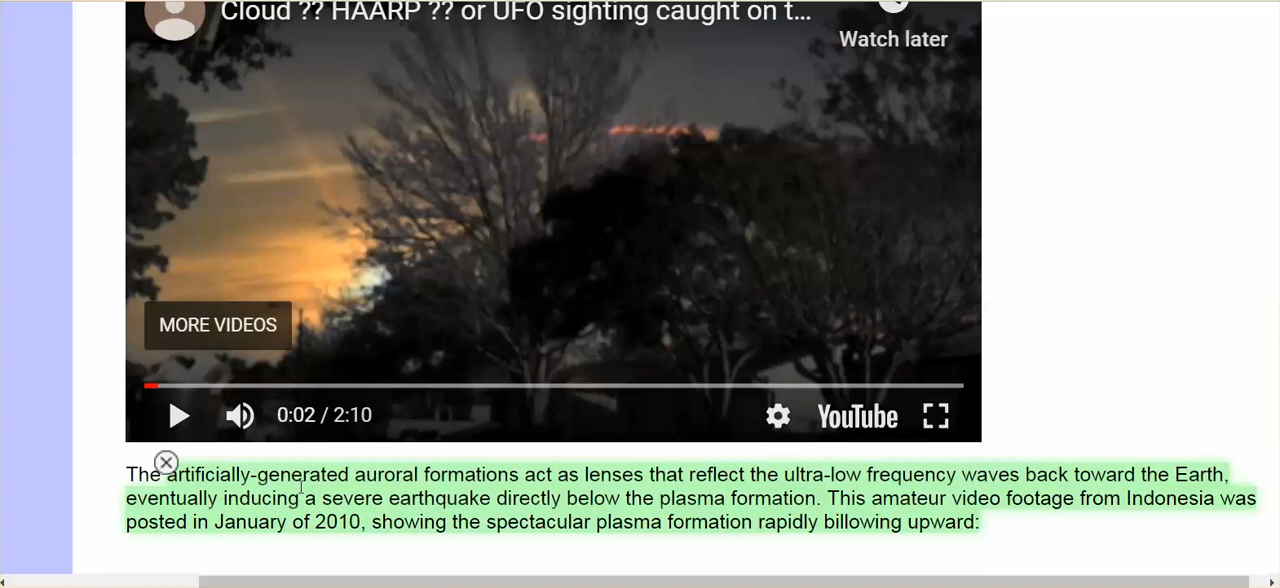 Cloud ?? HAARP ?? or UFO sighting caught on t...
Watch later
MORE VIDEOS
0:02 / 2:10
YouTube
The artificially-generated auroral formations act as lenses that reflect the ultra-low frequency waves back toward the Earth,
eventually inducing a severe earthquake directly below the plasma formation. This amateur video footage from Indonesia was
posted in January of 2010, showing the spectacular plasma formation rapidly billowing upward: